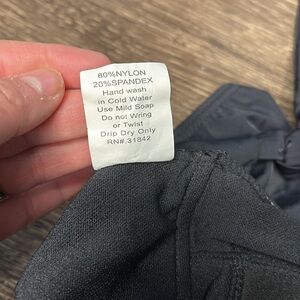 80%NYLON
20%SPANDEX
Hand wash
in Cold Water
Use Mild Soap
Do not Wring
or Twist
Drip Dry Only
RN#.31842